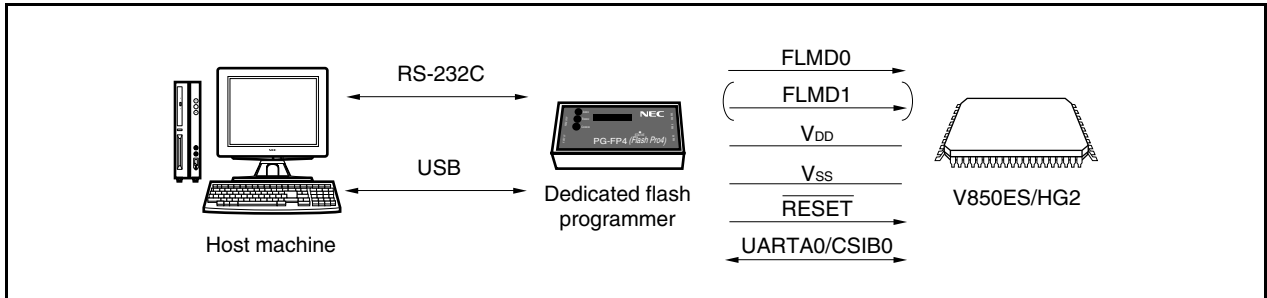 RS-232C
USB
Host machine
NEC
PG-FP4 (Flash Pro4)
Dedicated flash
programmer
FLMD0
( FLMD1 )
VDD
VSS
RESET
UARTA0/CSIB0
V850ES/HG2